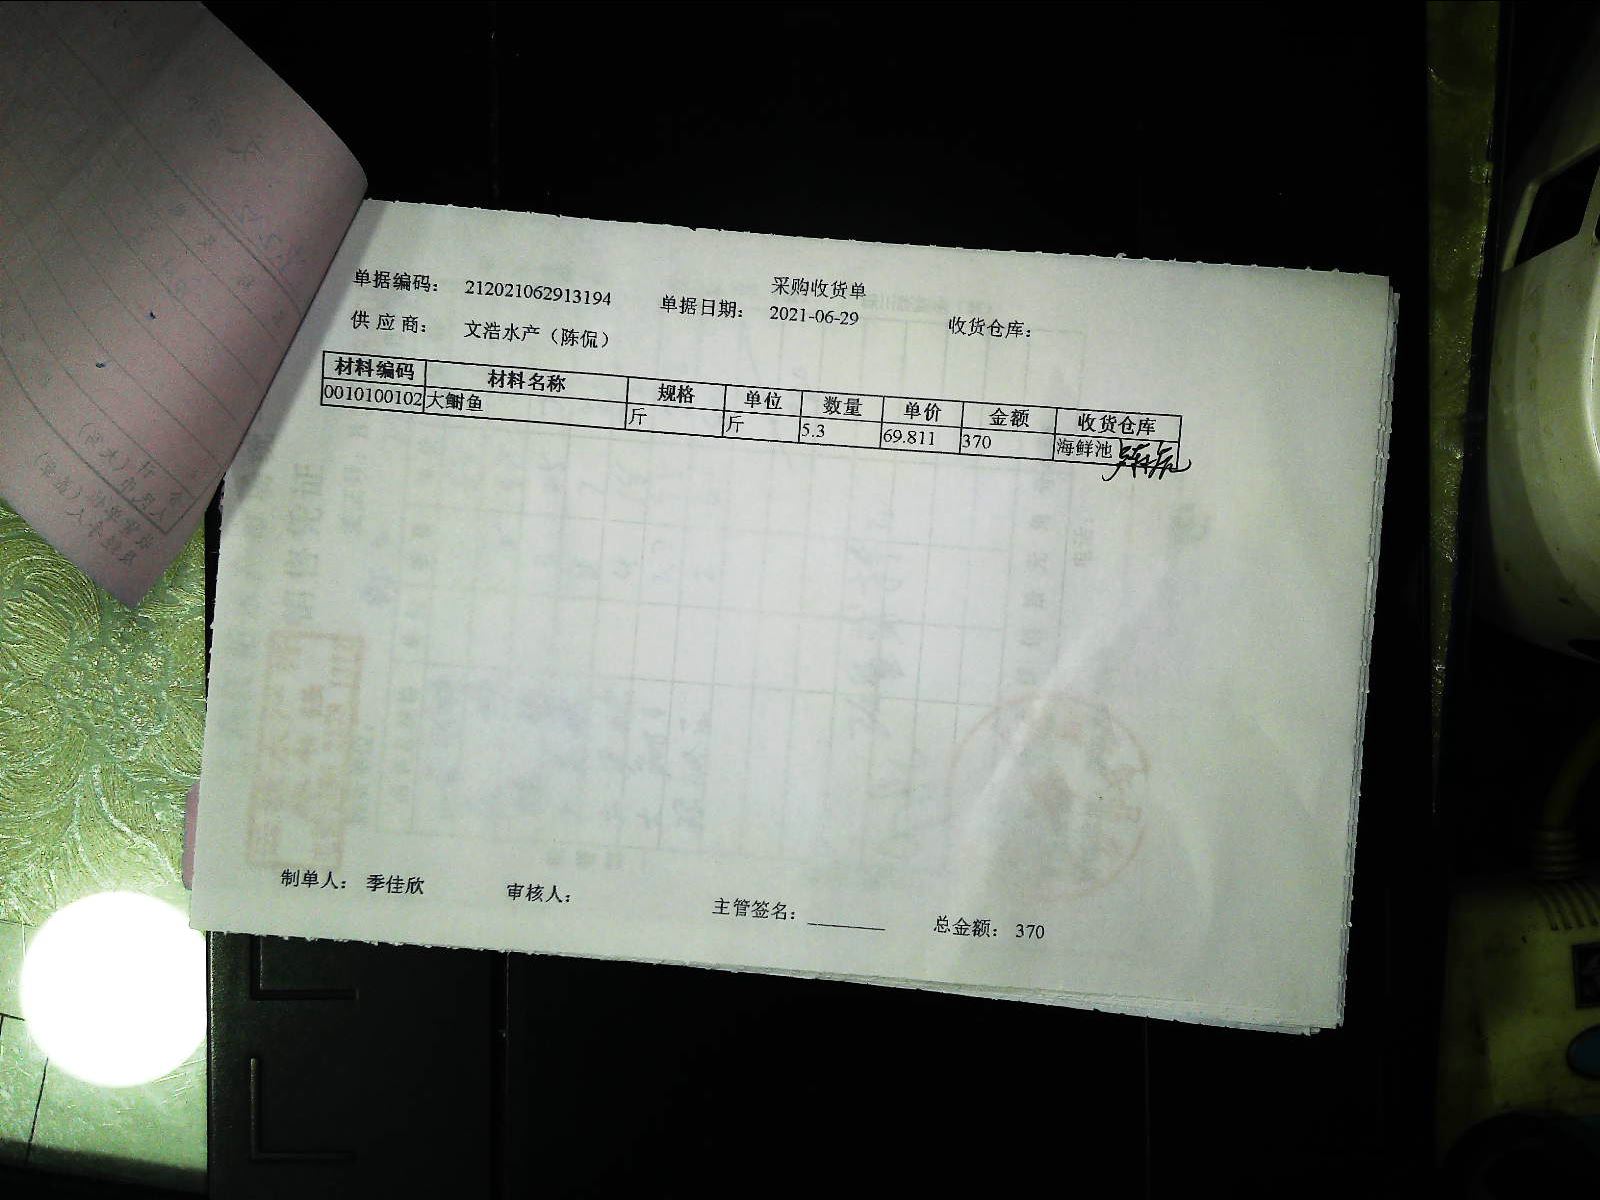 采购收货单
单据编码： 212021062913194 单据日期： 2021-06-29 收货仓库：
供 应 商： 文浩水产（陈侃）
材料编码 材料名称 规格 单位 数量 单价 金额 收货仓库
0010100102 大鲥鱼 斤 斤 5.3 69.811 370 海鲜池
制单人： 季佳欣 审核人： 主管签名： 总金额： 370